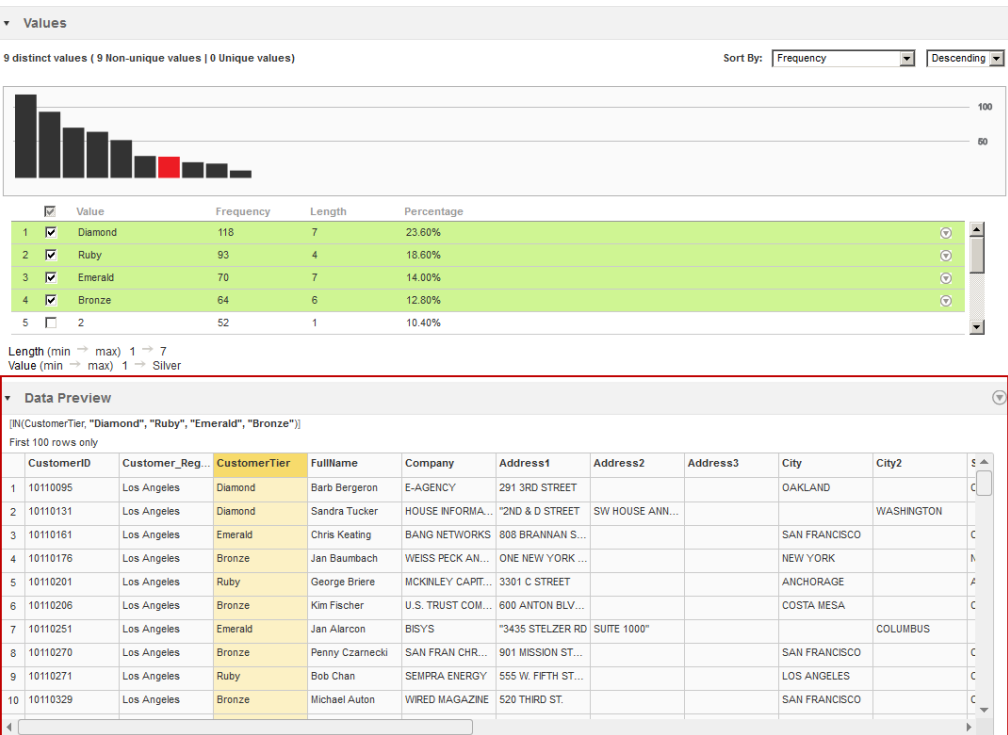 Values
9 distinct values ( 9 Non-unique values | 0 Unique values)
Sort By: Frequency Descending
100
50
Value Frequency Length Percentage
1 Diamond 118 7 23.60%
2 Ruby 93 4 18.60%
3 Emerald 70 7 14.00%
4 Bronze 64 6 12.80%
5 2 52 1 10.40%
Length (min → max) 1 → 7
Value (min → max) 1 → Silver
Data Preview
[IN(CustomerTier, "Diamond", "Ruby", "Emerald", "Bronze")]
First 100 rows only
CustomerID Customer_Reg... CustomerTier FullName Company Address1 Address2 Address3 City City2 S
1 10110095 Los Angeles Diamond Barb Bergeron E-AGENCY 291 3RD STREET OAKLAND C
2 10110131 Los Angeles Diamond Sandra Tucker HOUSE INFORMA... "2ND & D STREET SW HOUSE ANN... WASHINGTON
3 10110161 Los Angeles Emerald Chris Keating BANG NETWORKS 808 BRANNAN S... SAN FRANCISCO C
4 10110176 Los Angeles Bronze Jan Baumbach WEISS PECK AN... ONE NEW YORK ... NEW YORK N
5 10110201 Los Angeles Ruby George Briere MCKINLEY CAPIT... 3301 C STREET ANCHORAGE A
6 10110206 Los Angeles Bronze Kim Fischer U.S. TRUST COM... 600 ANTON BLV... COSTA MESA C
7 10110251 Los Angeles Emerald Jan Alarcon BISYS "3435 STELZER RD SUITE 1000" COLUMBUS
8 10110270 Los Angeles Bronze Penny Czarnecki SAN FRAN CHR... 901 MISSION ST... SAN FRANCISCO C
9 10110271 Los Angeles Ruby Bob Chan SEMPRA ENERGY 555 W. FIFTH ST... LOS ANGELES C
10 10110329 Los Angeles Bronze Michael Auton WIRED MAGAZINE 520 THIRD ST. SAN FRANCISCO C